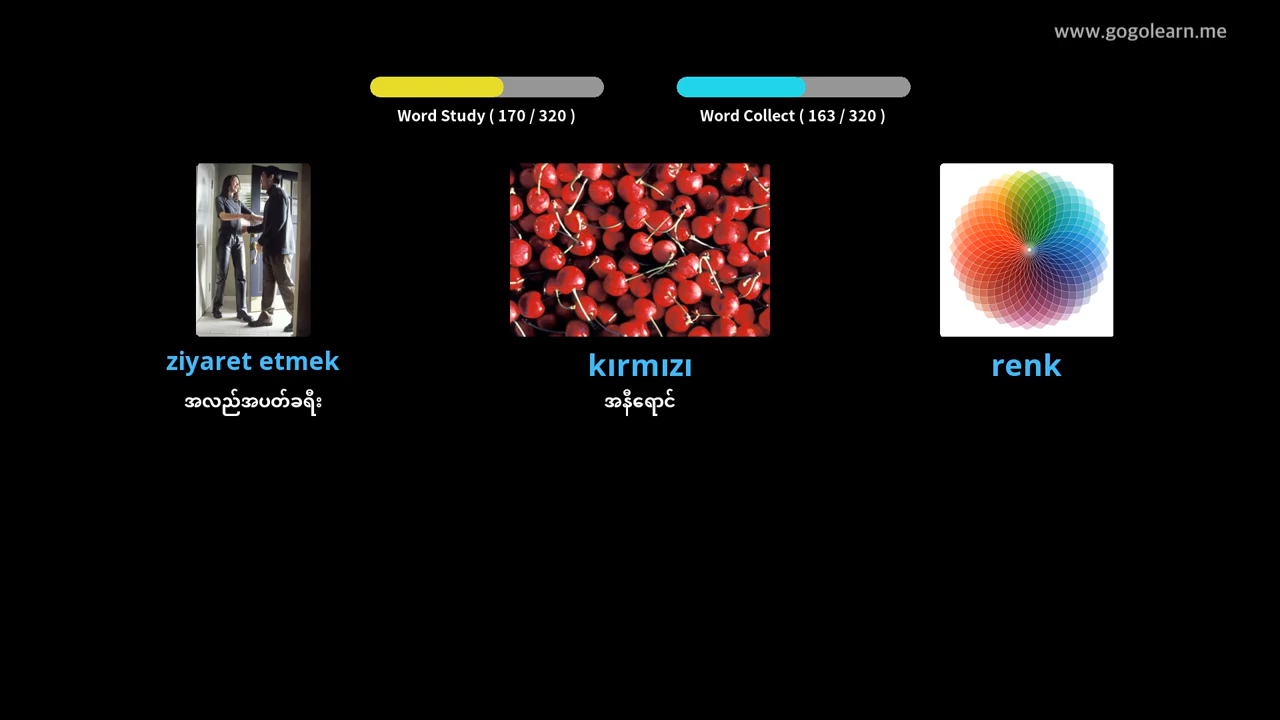 www.gogolearn.me
Word Study ( 170 / 320 )
Word Collect ( 163 / 320 )
ziyaret etmek
kırmızı
renk
အလည်အပတ်ခရီး
အနီရောင်